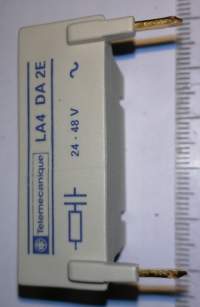 Telemecanique
LA4 DA 2E
24 - 48 V ~